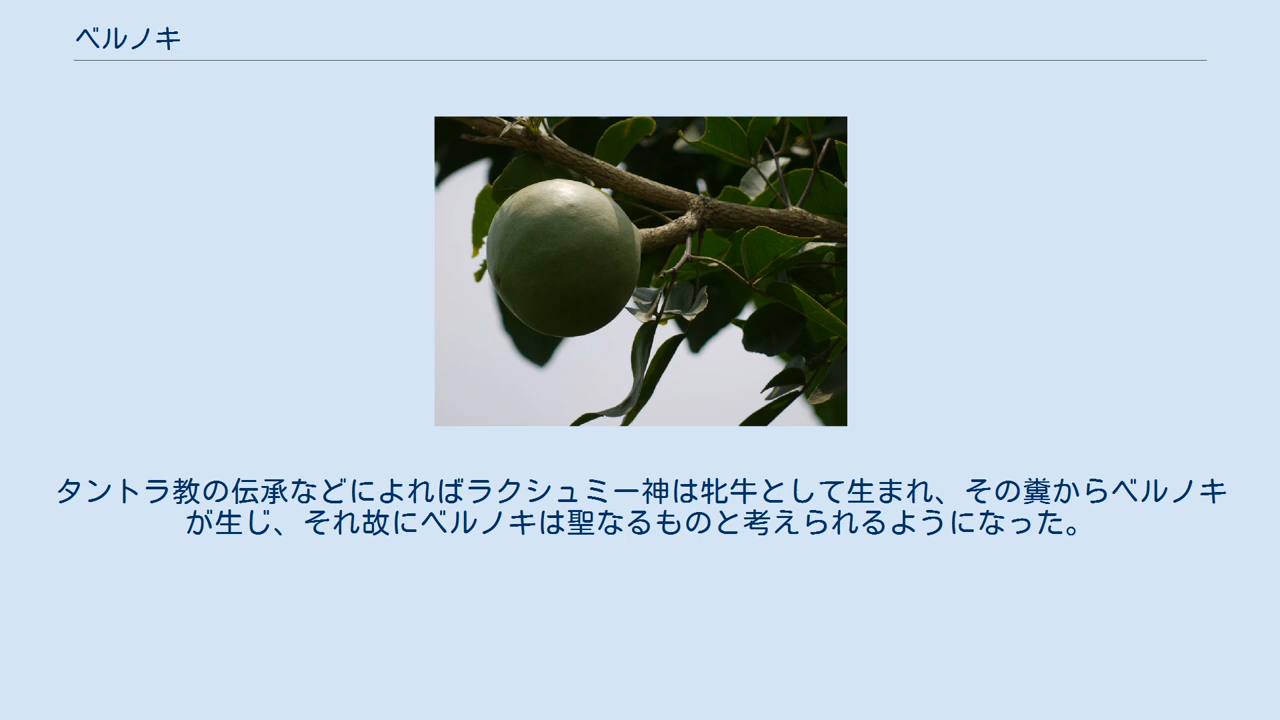 ベルノキ
タントラ教の伝承などによればラクシュミー神は牝牛として生まれ、その糞からベルノキ
が生じ、それ故にベルノキは聖なるものと考えられるようになった。